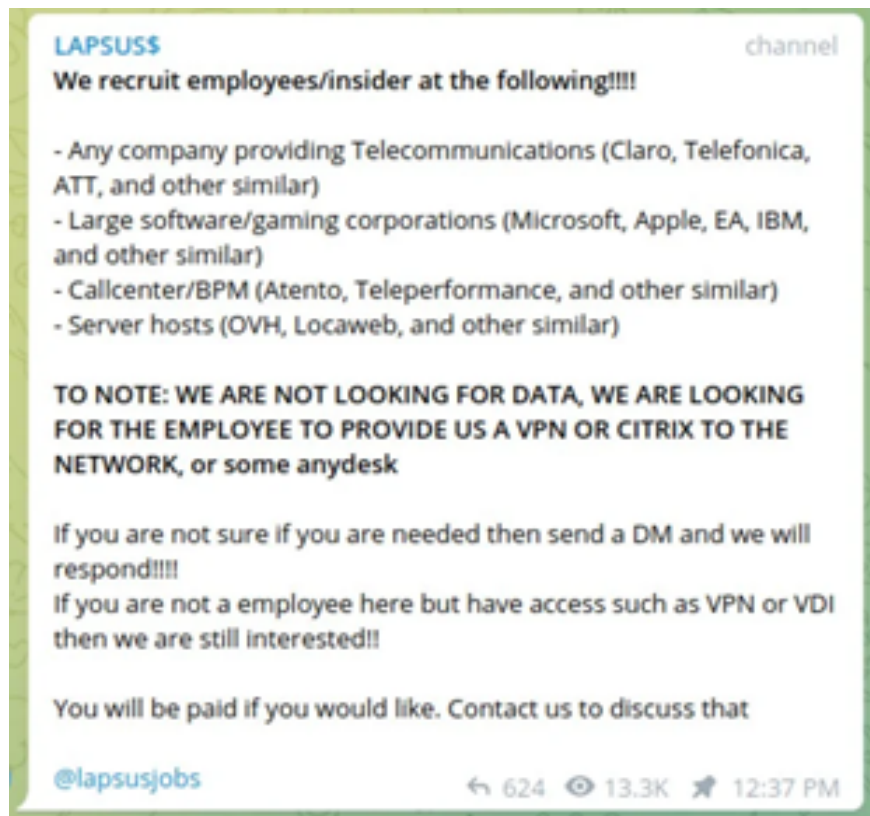 LAPSUS$ channel
We recruit employees/insider at the following!!!!
- Any company providing Telecommunications (Claro, Telefonica,
ATT, and other similar)
- Large software/gaming corporations (Microsoft, Apple, EA, IBM,
and other similar)
- Callcenter/BPM (Atento, Teleperformance, and other similar)
- Server hosts (OVH, Locaweb, and other similar)
TO NOTE: WE ARE NOT LOOKING FOR DATA, WE ARE LOOKING
FOR THE EMPLOYEE TO PROVIDE US A VPN OR CITRIX TO THE
NETWORK, or some anydesk
If you are not sure if you are needed then send a DM and we will
respond!!!!
If you are not a employee here but have access such as VPN or VDI
then we are still interested!!
You will be paid if you would like. Contact us to discuss that
@lapsusjobs 624 13.3K 12:37 PM